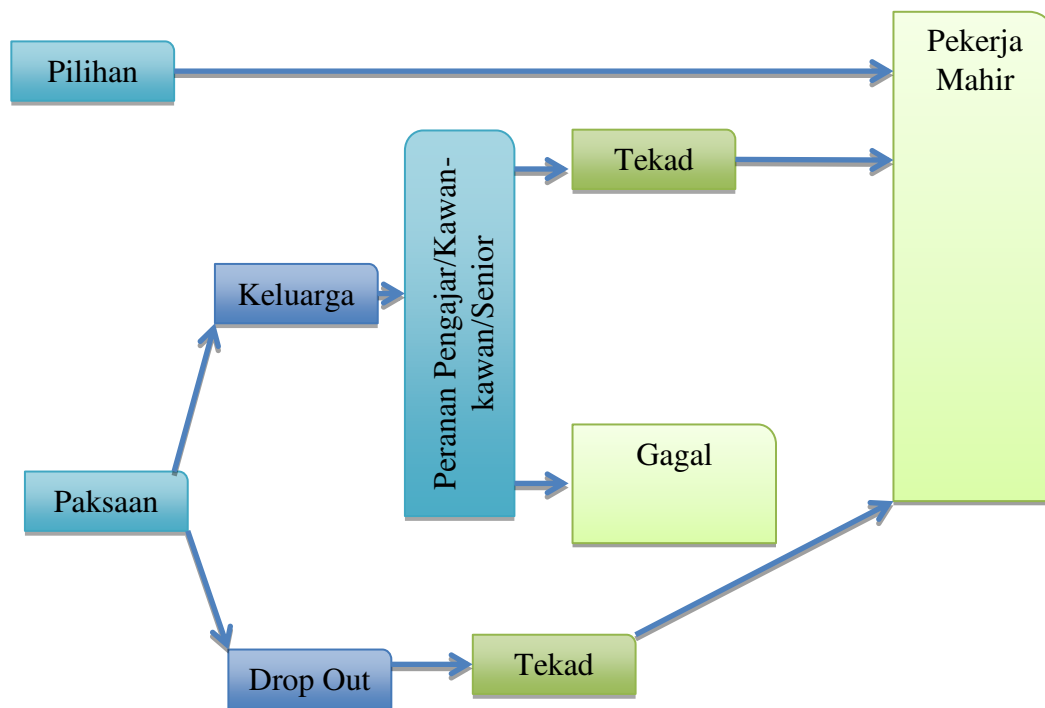 Pilihan
Pekerja
Mahir
Tekad
Keluarga
Peranan Pengajar/Kawan-
kawan/Senior
Gagal
Paksaan
Drop Out
Tekad